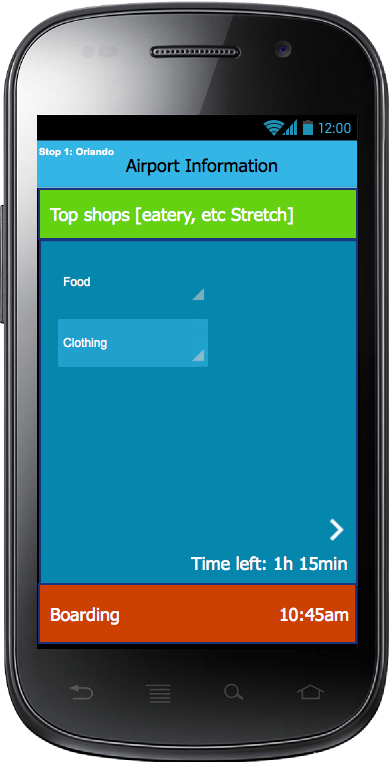 12:00
Stop 1: Orlando
Airport Information
Top shops [eatery, etc Stretch]
Food
Clothing
Time left: 1h 15min
Boarding 10:45am